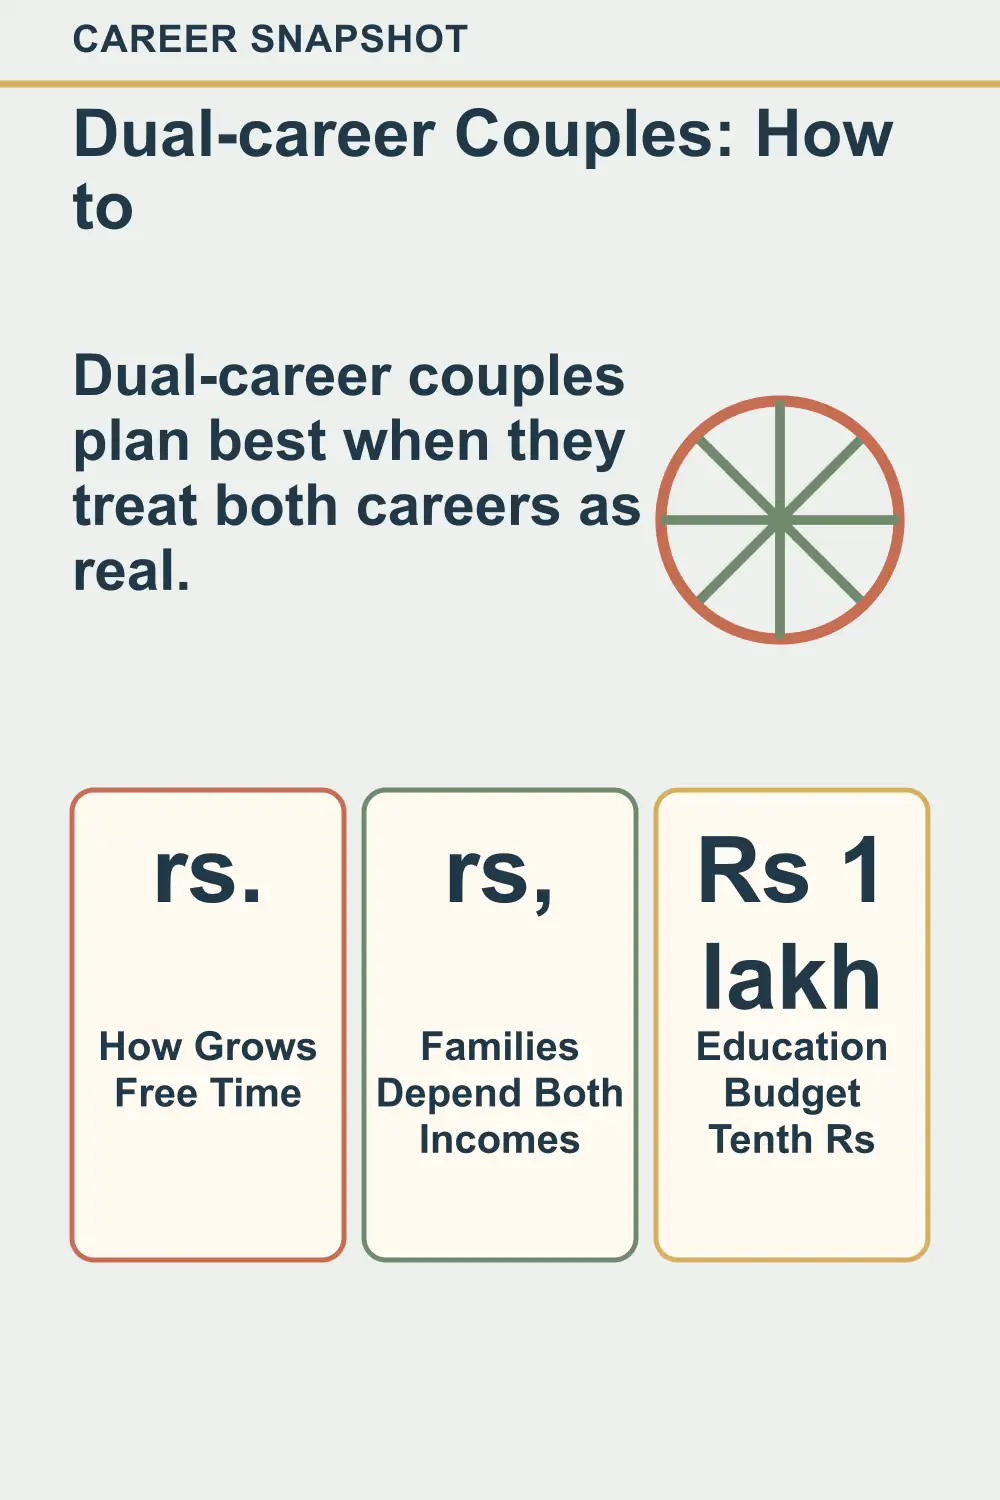 CAREER SNAPSHOT
Dual-career Couples: How
to
Dual-career couples
plan best when they
treat both careers as
real.
rs.
How Grows
Free Time
rs,
Families
Depend Both
Incomes
Rs 1
lakh
Education
Budget
Tenth Rs